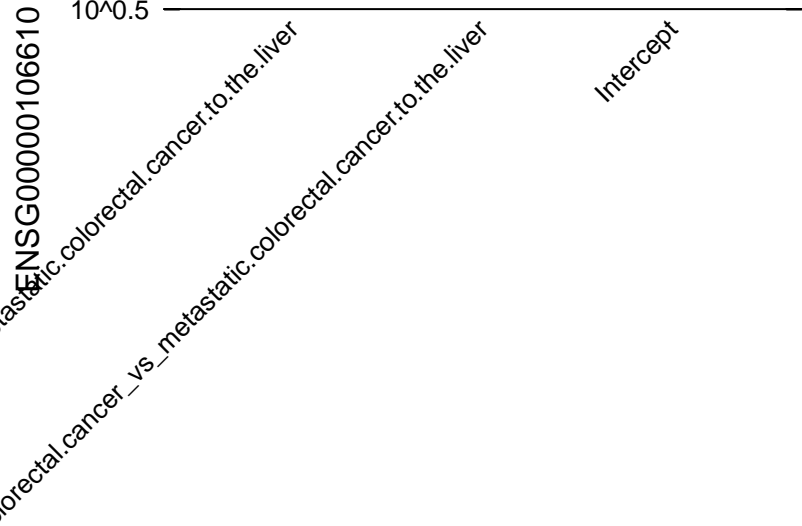 10^0.5
ENSG00000106610
metastatic.colorectal.cancer.to.the.liver
colorectal.cancer_vs_metastatic.colorectal.cancer.to.the.liver
Intercept